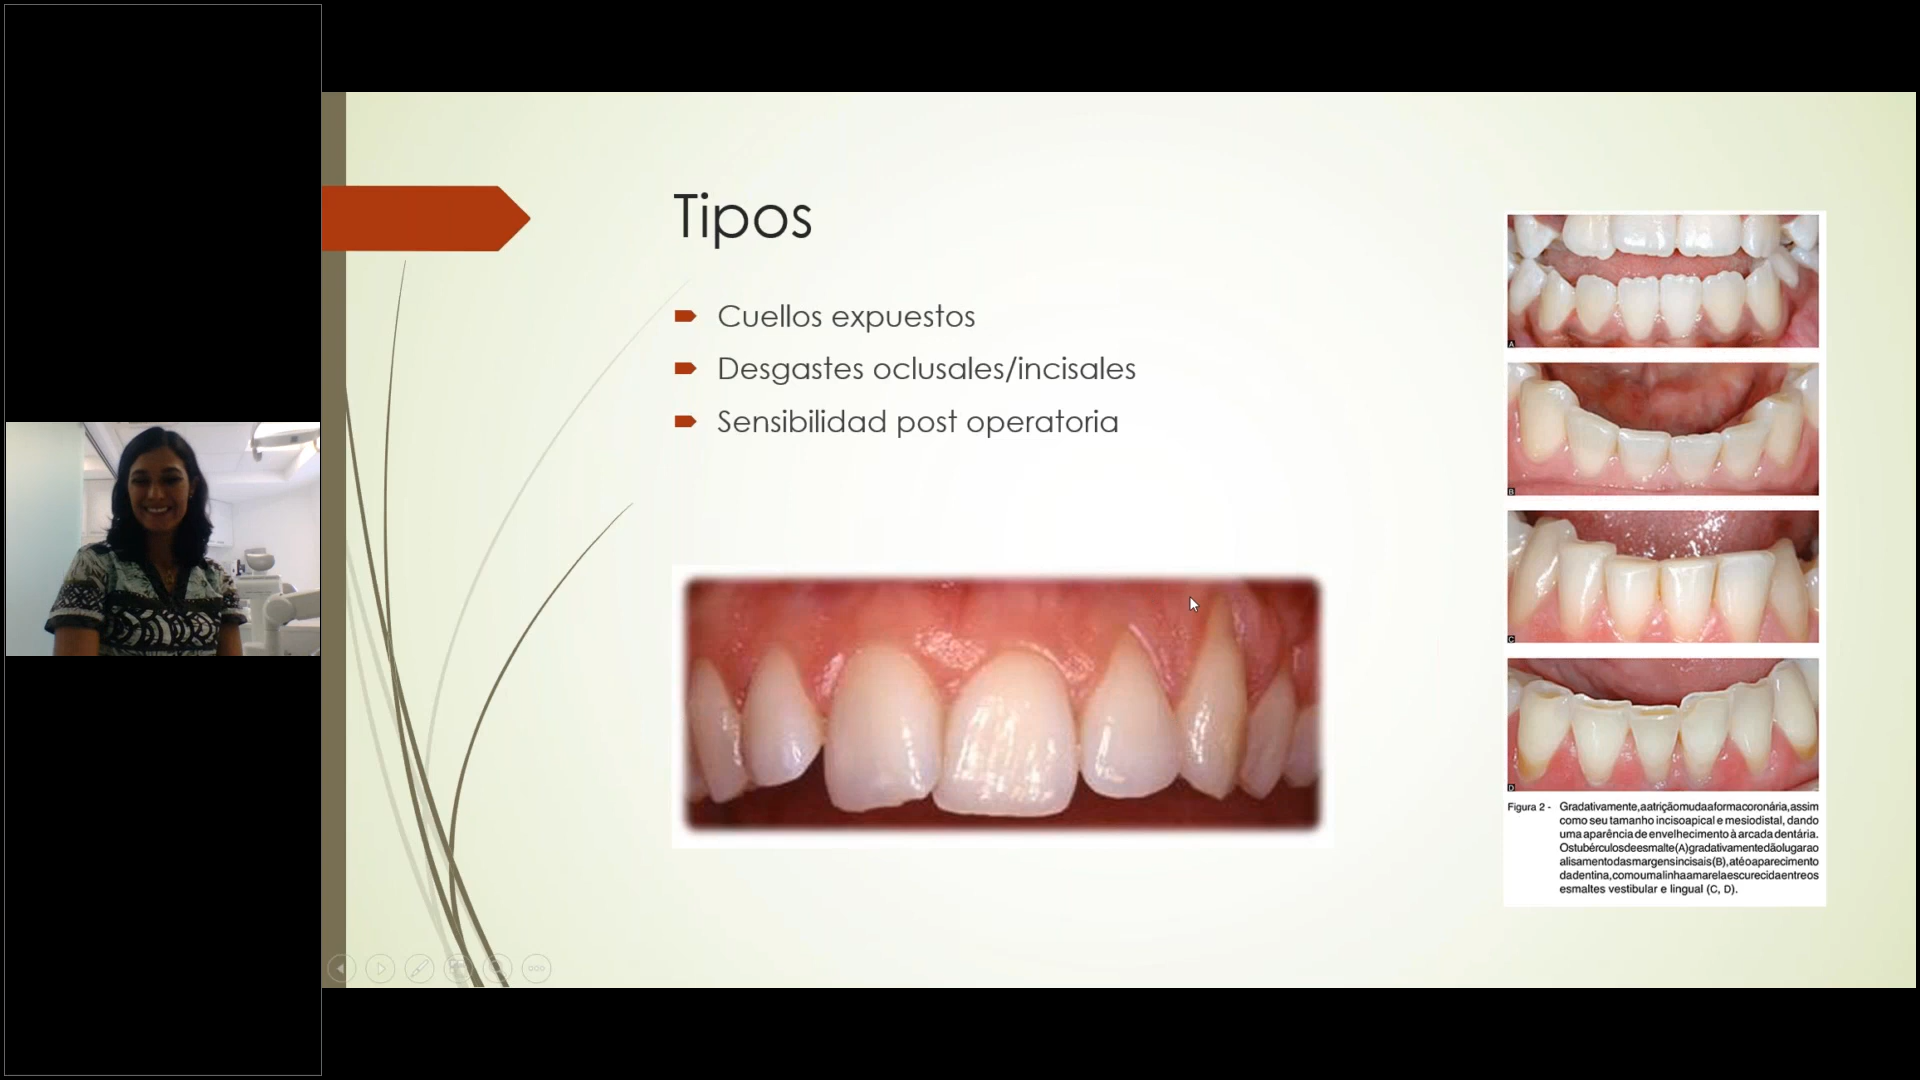 Tipos
Cuellos expuestos
Desgastes oclusales/incisales
Sensibilidad post operatoria
A
B
C
D
Figura 2 - Gradativamente,aatriçãomudaaformacoronária,assim
como seu tamanho incisoapical e mesiodistal, dando
uma aparência de envelhecimento à arcada dentária.
Ostubérculosdeesmalte(A)gradativamentedãolugarao
alisamentodasmargensincisais(B),atéoaparecimento
dadentina,comoumalinhaamarelaescurecidaentreos
esmaltes vestibular e lingual (C, D).